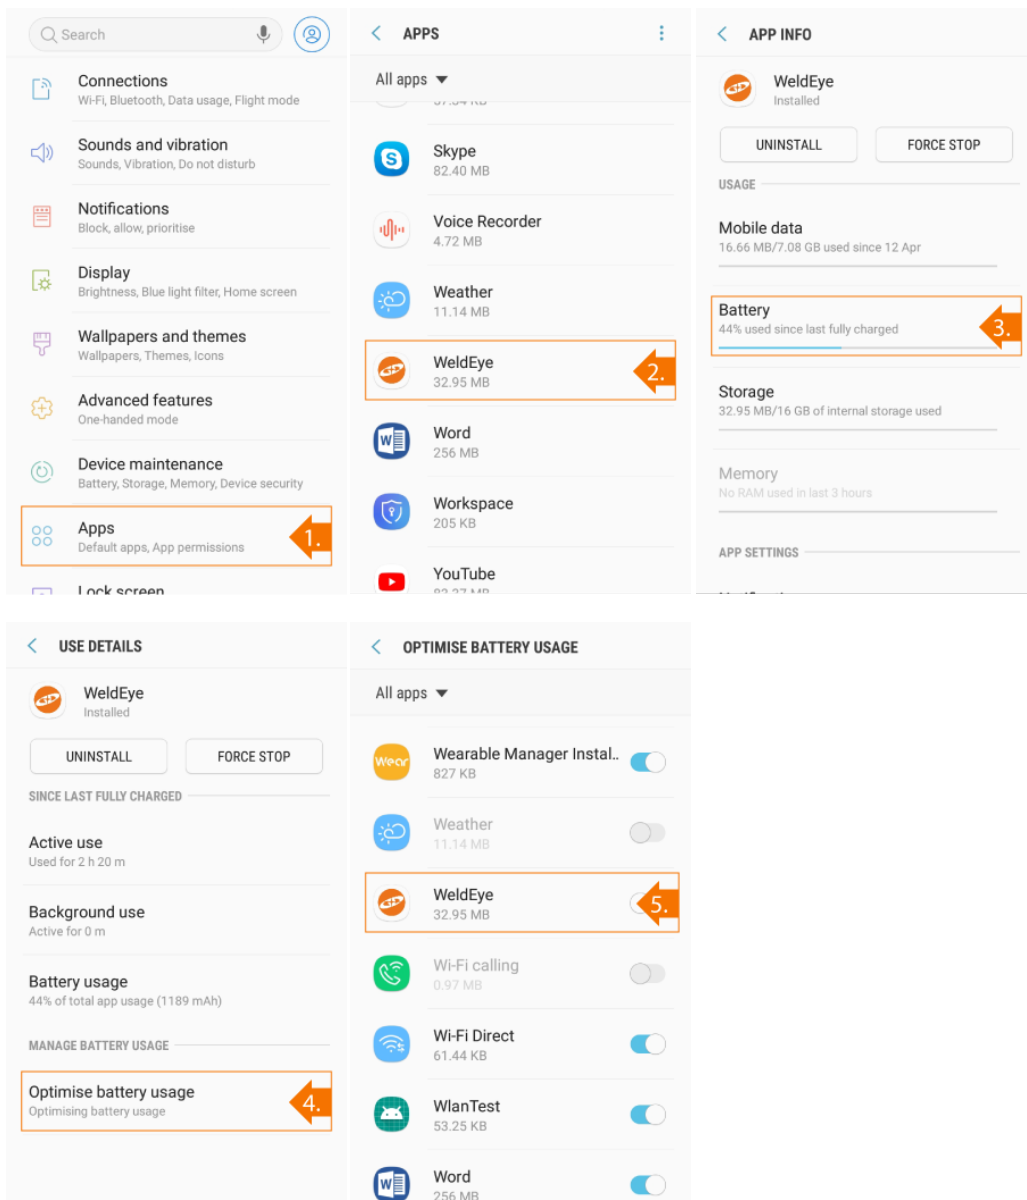 Search
Connections
Wi-Fi, Bluetooth, Data usage, Flight mode
Sounds and vibration
Sounds, Vibration, Do not disturb
Notifications
Block, allow, prioritise
Display
Brightness, Blue light filter, Home screen
Wallpapers and themes
Wallpapers, Themes, Icons
Advanced features
One-handed mode
Device maintenance
Battery, Storage, Memory, Device security
Apps
Default apps, App permissions
1.
Lock screen
APPS
All apps
Skype
82.40 MB
Voice Recorder
4.72 MB
Weather
11.14 MB
WeldEye
32.95 MB
2.
Word
256 MB
Workspace
205 KB
YouTube
APP INFO
WeldEye
Installed
UNINSTALL
FORCE STOP
USAGE
Mobile data
16.66 MB/7.08 GB used since 12 Apr
Battery
44% used since last fully charged
3.
Storage
32.95 MB/16 GB of internal storage used
Memory
No RAM used in last 3 hours
APP SETTINGS
USE DETAILS
WeldEye
Installed
UNINSTALL
FORCE STOP
SINCE LAST FULLY CHARGED
Active use
Used for 2 h 20 m
Background use
Active for 0 m
Battery usage
44% of total app usage (1189 mAh)
MANAGE BATTERY USAGE
Optimise battery usage
Optimising battery usage
4.
OPTIMISE BATTERY USAGE
All apps
Wear
Wearable Manager Instal..
827 KB
Weather
11.14 MB
WeldEye
32.95 MB
5.
Wi-Fi calling
0.97 MB
Wi-Fi Direct
61.44 KB
WlanTest
53.25 KB
Word
256 MB